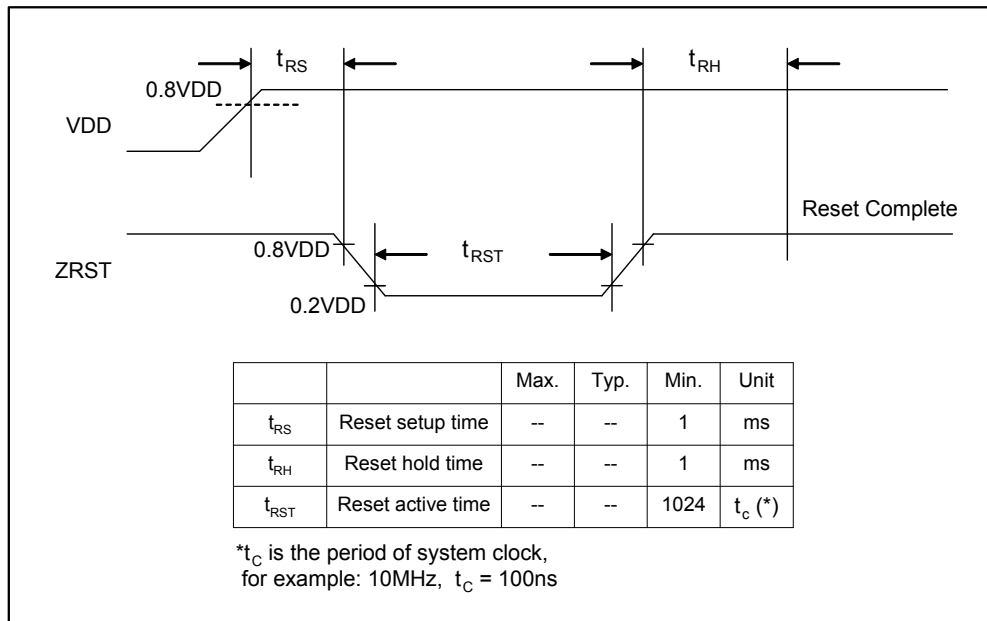 tRS
tRH
0.8VDD
VDD
Reset Complete
0.8VDD
tRST
ZRST
0.2VDD
Max. Typ. Min. Unit
tRS Reset setup time -- -- 1 ms
tRH Reset hold time -- -- 1 ms
tRST Reset active time -- -- 1024 tc (*)
*tC is the period of system clock,
for example: 10MHz, tC = 100ns